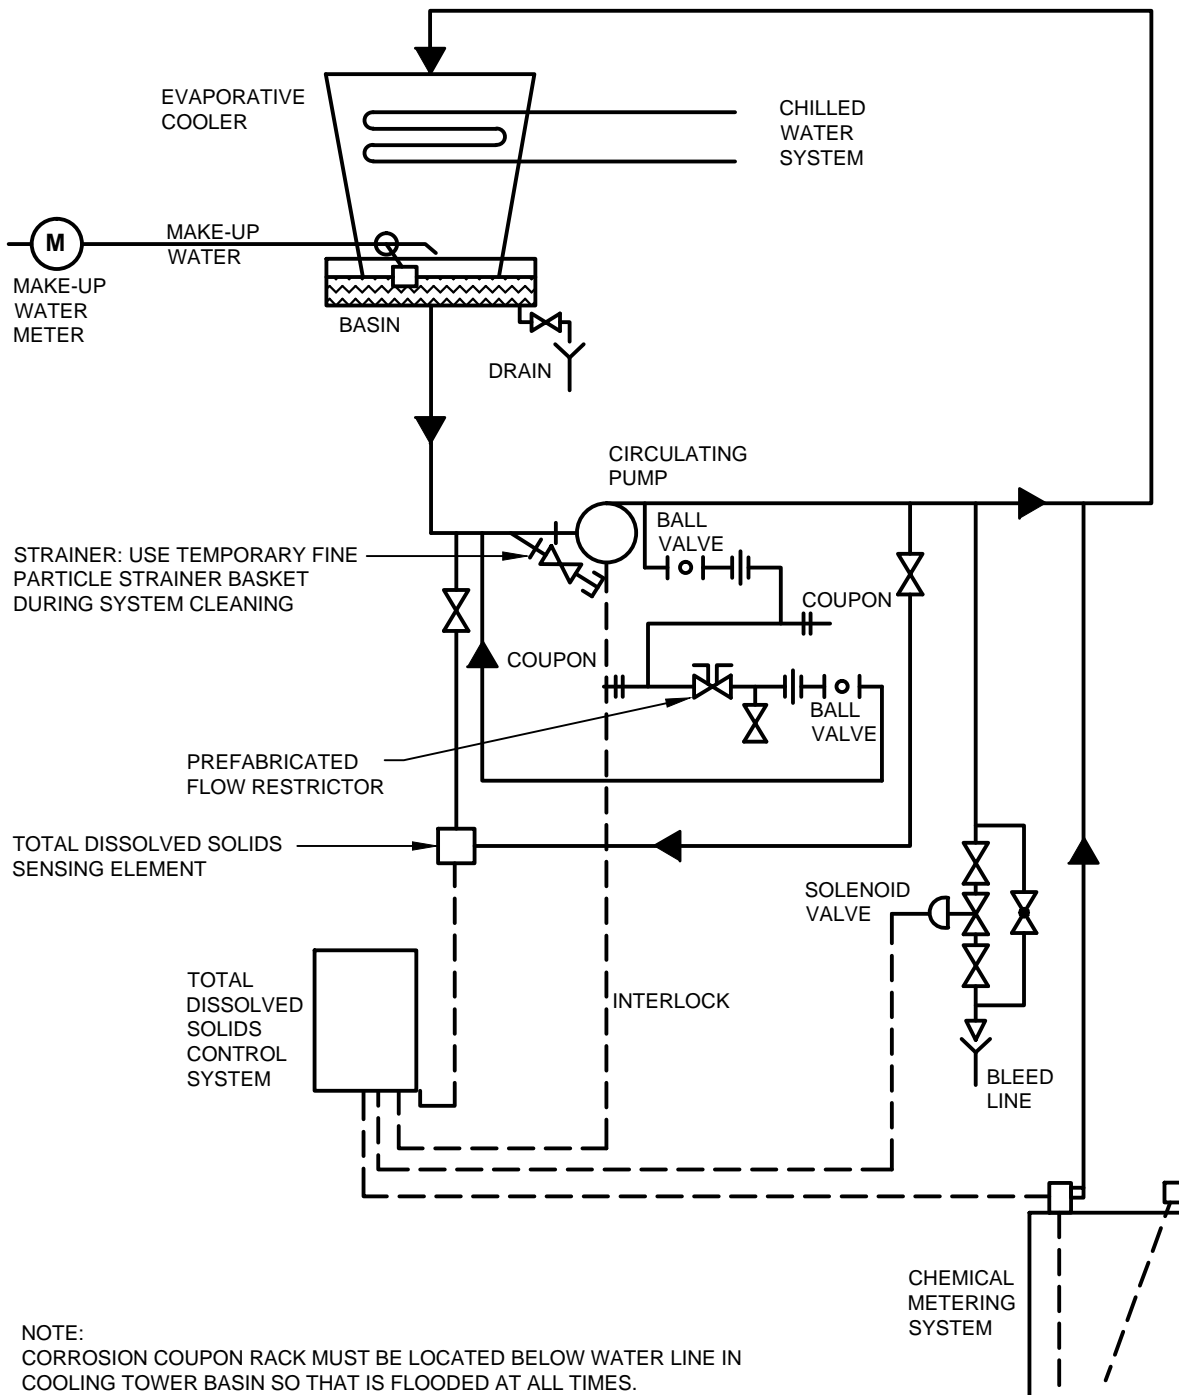 EVAPORATIVE
COOLER
CHILLED
WATER
SYSTEM
M
MAKE-UP
WATER
MAKE-UP
WATER
METER
BASIN
DRAIN
CIRCULATING
PUMP
BALL
VALVE
STRAINER: USE TEMPORARY FINE
PARTICLE STRAINER BASKET
DURING SYSTEM CLEANING
COUPON
COUPON
BALL
VALVE
PREFABRICATED
FLOW RESTRICTOR
TOTAL DISSOLVED SOLIDS
SENSING ELEMENT
SOLENOID
VALVE
TOTAL
DISSOLVED
SOLIDS
CONTROL
SYSTEM
INTERLOCK
BLEED
LINE
CHEMICAL
METERING
SYSTEM
NOTE:
CORROSION COUPON RACK MUST BE LOCATED BELOW WATER LINE IN
COOLING TOWER BASIN SO THAT IS FLOODED AT ALL TIMES.